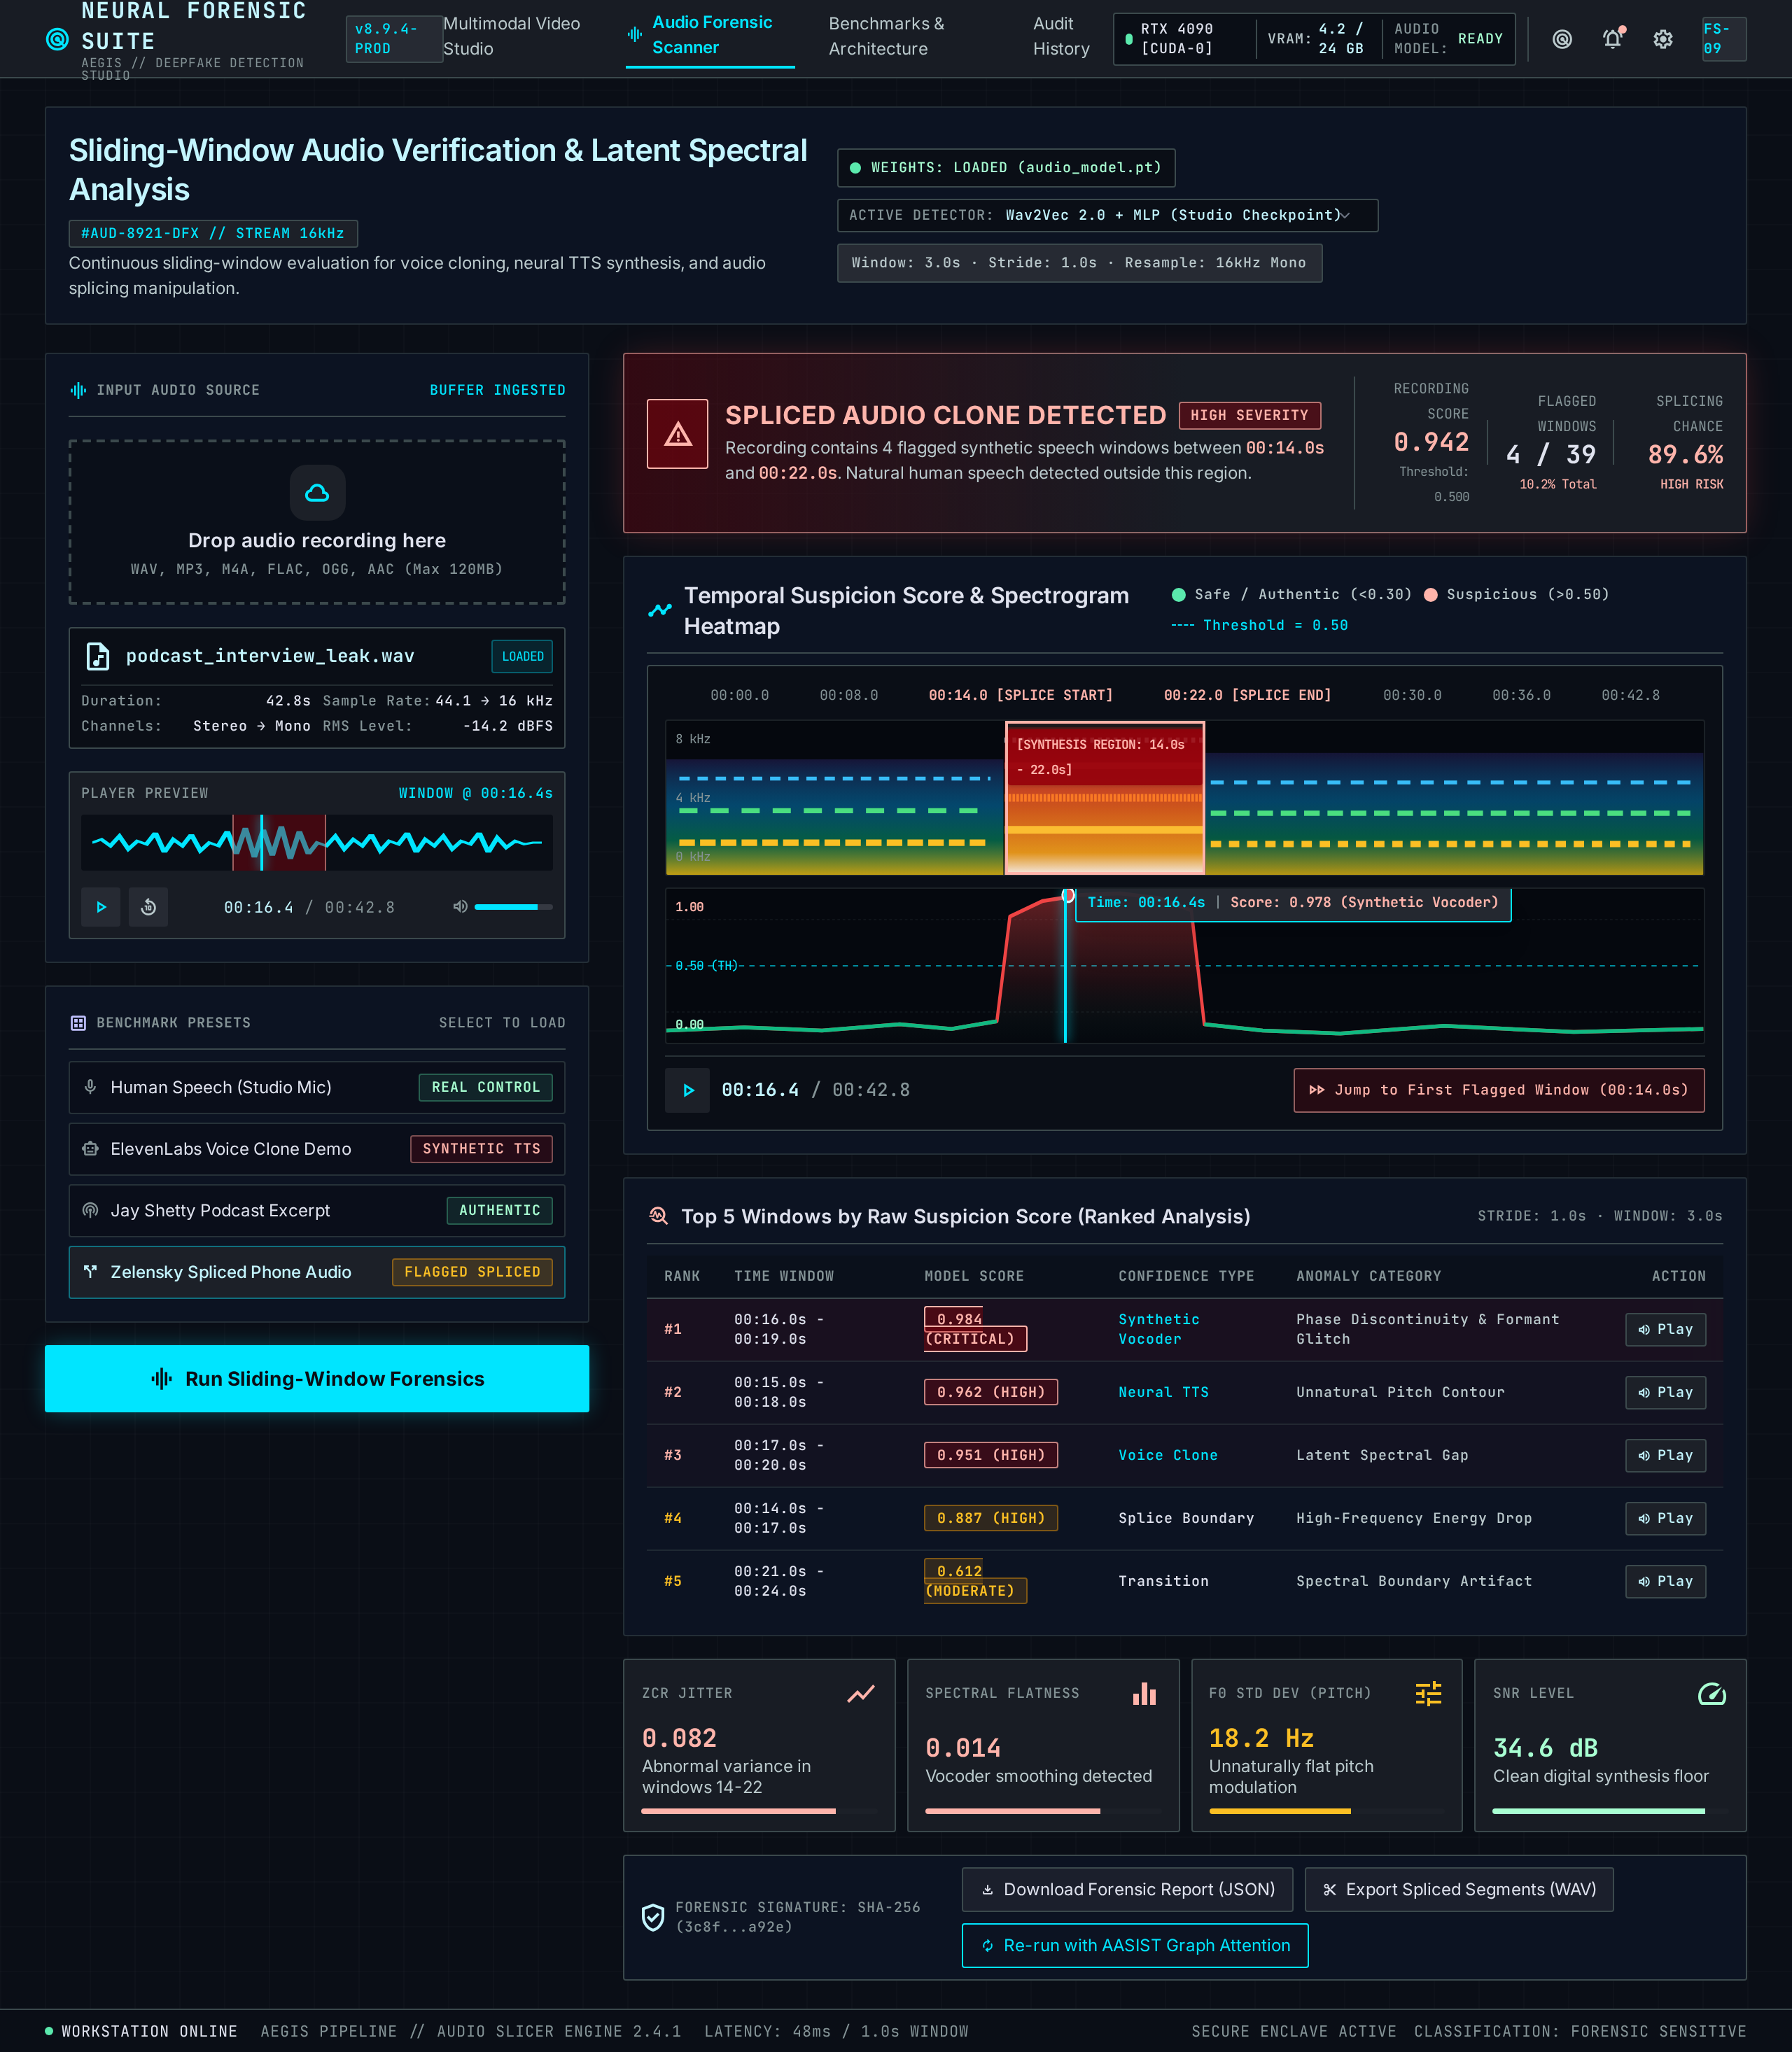 NEURAL FORENSIC
SUITE
AEGIS // DEEPFAKE DETECTION
STUDIO
v8.9.4-
PROD
Multimodal Video
Studio
Audio Forensic
Scanner
Benchmarks &
Architecture
Audit
History
RTX 4090
[CUDA-0]
VRAM: 4.2 /
24 GB
AUDIO
MODEL: READY
FS-
09
Sliding-Window Audio Verification & Latent Spectral
Analysis
#AUD-8921-DFX // STREAM 16kHz
Continuous sliding-window evaluation for voice cloning, neural TTS synthesis, and audio
splicing manipulation.
WEIGHTS: LOADED (audio_model.pt)
ACTIVE DETECTOR: Wav2Vec 2.0 + MLP (Studio Checkpoint)
Window: 3.0s · Stride: 1.0s · Resample: 16kHz Mono
INPUT AUDIO SOURCE
BUFFER INGESTED
Drop audio recording here
WAV, MP3, M4A, FLAC, OGG, AAC (Max 120MB)
podcast_interview_leak.wav
LOADED
Duration: 42.8s Sample Rate: 44.1 → 16 kHz
Channels: Stereo → Mono RMS Level: -14.2 dBFS
PLAYER PREVIEW
WINDOW @ 00:16.4s
10
00:16.4 / 00:42.8
BENCHMARK PRESETS
SELECT TO LOAD
Human Speech (Studio Mic)
REAL CONTROL
ElevenLabs Voice Clone Demo
SYNTHETIC TTS
Jay Shetty Podcast Excerpt
AUTHENTIC
Zelensky Spliced Phone Audio
FLAGGED SPLICED
Run Sliding-Window Forensics
SPLICED AUDIO CLONE DETECTED
HIGH SEVERITY
Recording contains 4 flagged synthetic speech windows between 00:14.0s
and 00:22.0s. Natural human speech detected outside this region.
RECORDING
SCORE
0.942
Threshold:
0.500
FLAGGED
WINDOWS
4 / 39
10.2% Total
SPLICING
CHANCE
89.6%
HIGH RISK
Temporal Suspicion Score & Spectrogram
Heatmap
Safe / Authentic (<0.30)
Suspicious (>0.50)
---- Threshold = 0.50
00:00.0
00:08.0
00:14.0 [SPLICE START]
00:22.0 [SPLICE END]
00:30.0
00:36.0
00:42.8
8 kHz
4 kHz
0 kHz
[SYNTHESIS REGION: 14.0s
- 22.0s]
1.00
0.50 (TH)
0.00
Time: 00:16.4s | Score: 0.978 (Synthetic Vocoder)
00:16.4 / 00:42.8
Jump to First Flagged Window (00:14.0s)
Top 5 Windows by Raw Suspicion Score (Ranked Analysis)
STRIDE: 1.0s · WINDOW: 3.0s
RANK
TIME WINDOW
MODEL SCORE
CONFIDENCE TYPE
ANOMALY CATEGORY
ACTION
#1
00:16.0s -
00:19.0s
0.984
(CRITICAL)
Synthetic
Vocoder
Phase Discontinuity & Formant
Glitch
Play
#2
00:15.0s -
00:18.0s
0.962 (HIGH)
Neural TTS
Unnatural Pitch Contour
Play
#3
00:17.0s -
00:20.0s
0.951 (HIGH)
Voice Clone
Latent Spectral Gap
Play
#4
00:14.0s -
00:17.0s
0.887 (HIGH)
Splice Boundary
High-Frequency Energy Drop
Play
#5
00:21.0s -
00:24.0s
0.612
(MODERATE)
Transition
Spectral Boundary Artifact
Play
ZCR JITTER
0.082
Abnormal variance in
windows 14-22
SPECTRAL FLATNESS
0.014
Vocoder smoothing detected
F0 STD DEV (PITCH)
18.2 Hz
Unnaturally flat pitch
modulation
SNR LEVEL
34.6 dB
Clean digital synthesis floor
FORENSIC SIGNATURE: SHA-256
(3c8f...a92e)
Download Forensic Report (JSON)
Export Spliced Segments (WAV)
Re-run with AASIST Graph Attention
WORKSTATION ONLINE
AEGIS PIPELINE // AUDIO SLICER ENGINE 2.4.1
LATENCY: 48ms / 1.0s WINDOW
SECURE ENCLAVE ACTIVE
CLASSIFICATION: FORENSIC SENSITIVE